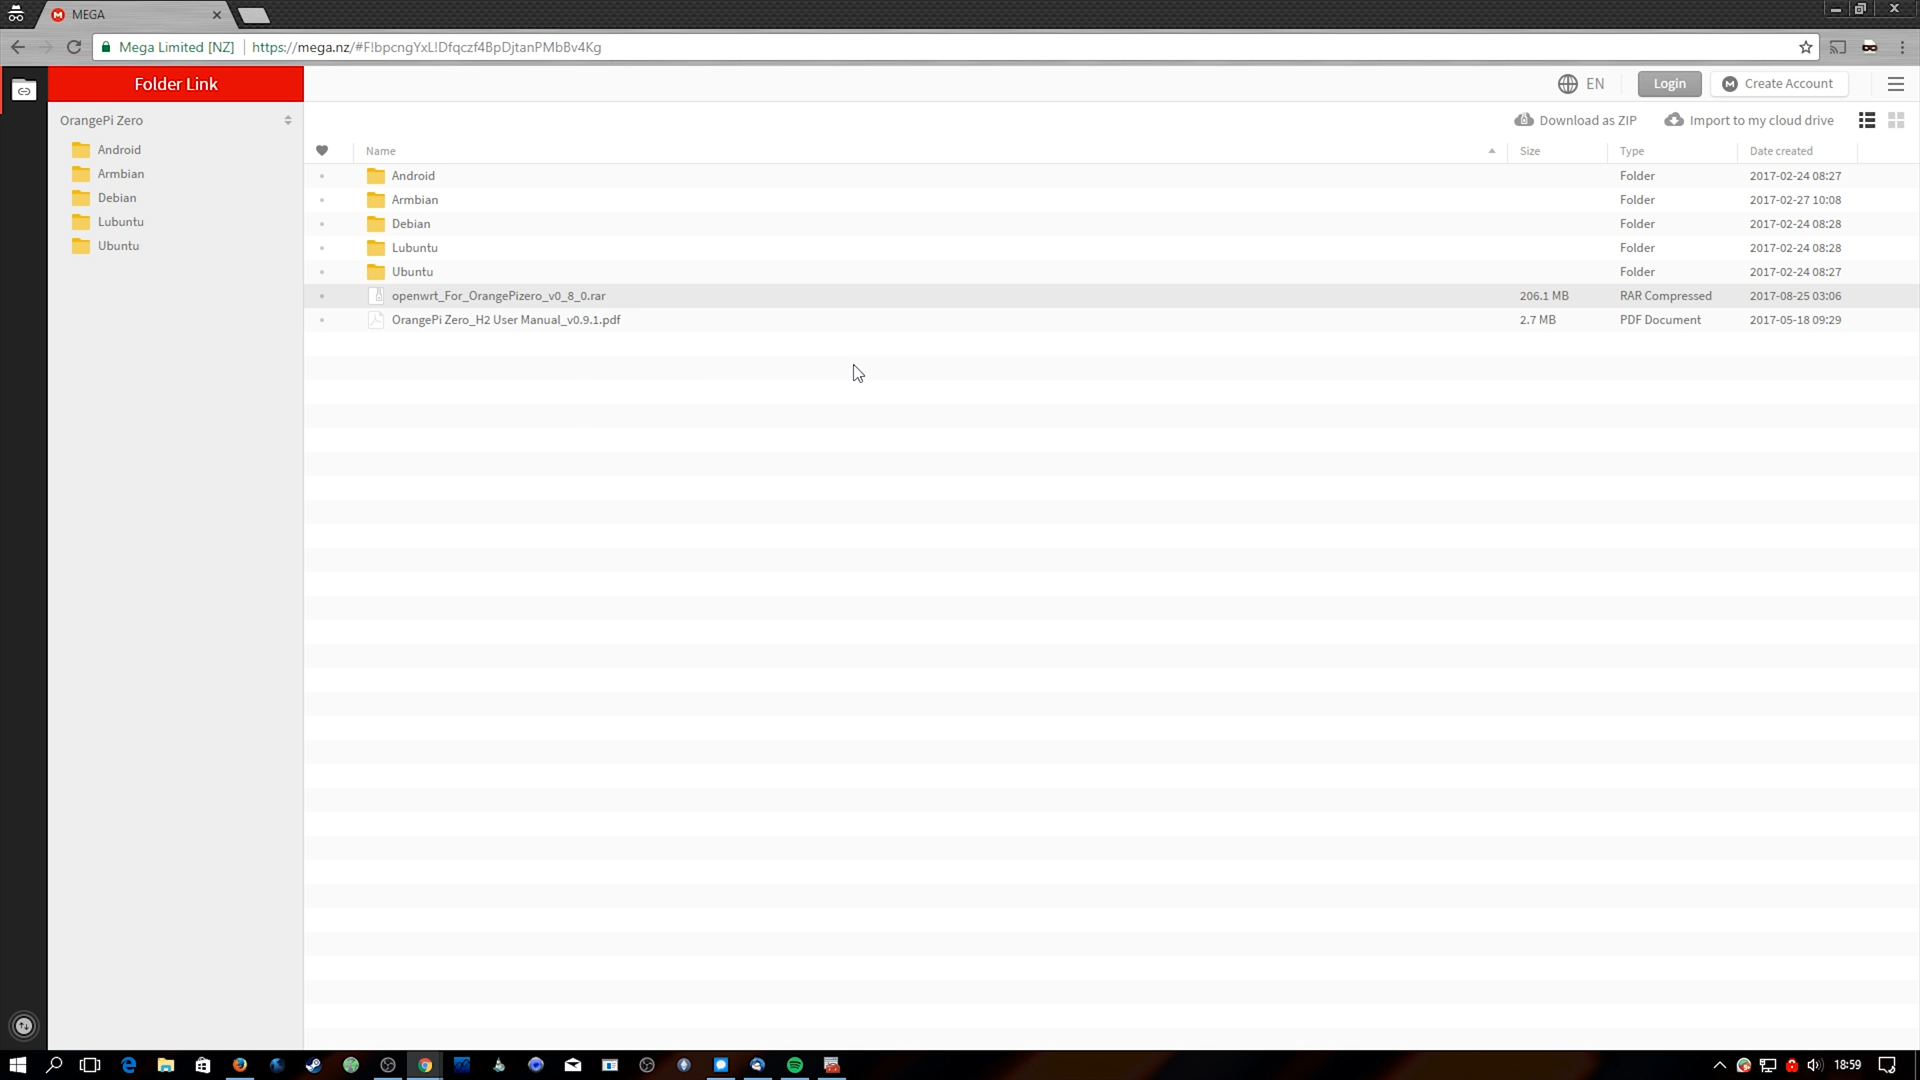 MEGA
Mega Limited [NZ] https://mega.nz/#F!bpcngYxL!Dfqczf4BpDjtanPMbBv4Kg
Folder Link
EN Login Create Account
OrangePi Zero
Download as ZIP Import to my cloud drive
Android
Armbian
Debian
Lubuntu
Ubuntu
Name Size Type Date created
Android Folder 2017-02-24 08:27
Armbian Folder 2017-02-27 10:08
Debian Folder 2017-02-24 08:28
Lubuntu Folder 2017-02-24 08:28
Ubuntu Folder 2017-02-24 08:27
openwrt_For_OrangePizero_v0_8_0.rar 206.1 MB RAR Compressed 2017-08-25 03:06
OrangePi Zero_H2 User Manual_v0.9.1.pdf 2.7 MB PDF Document 2017-05-18 09:29
18:59